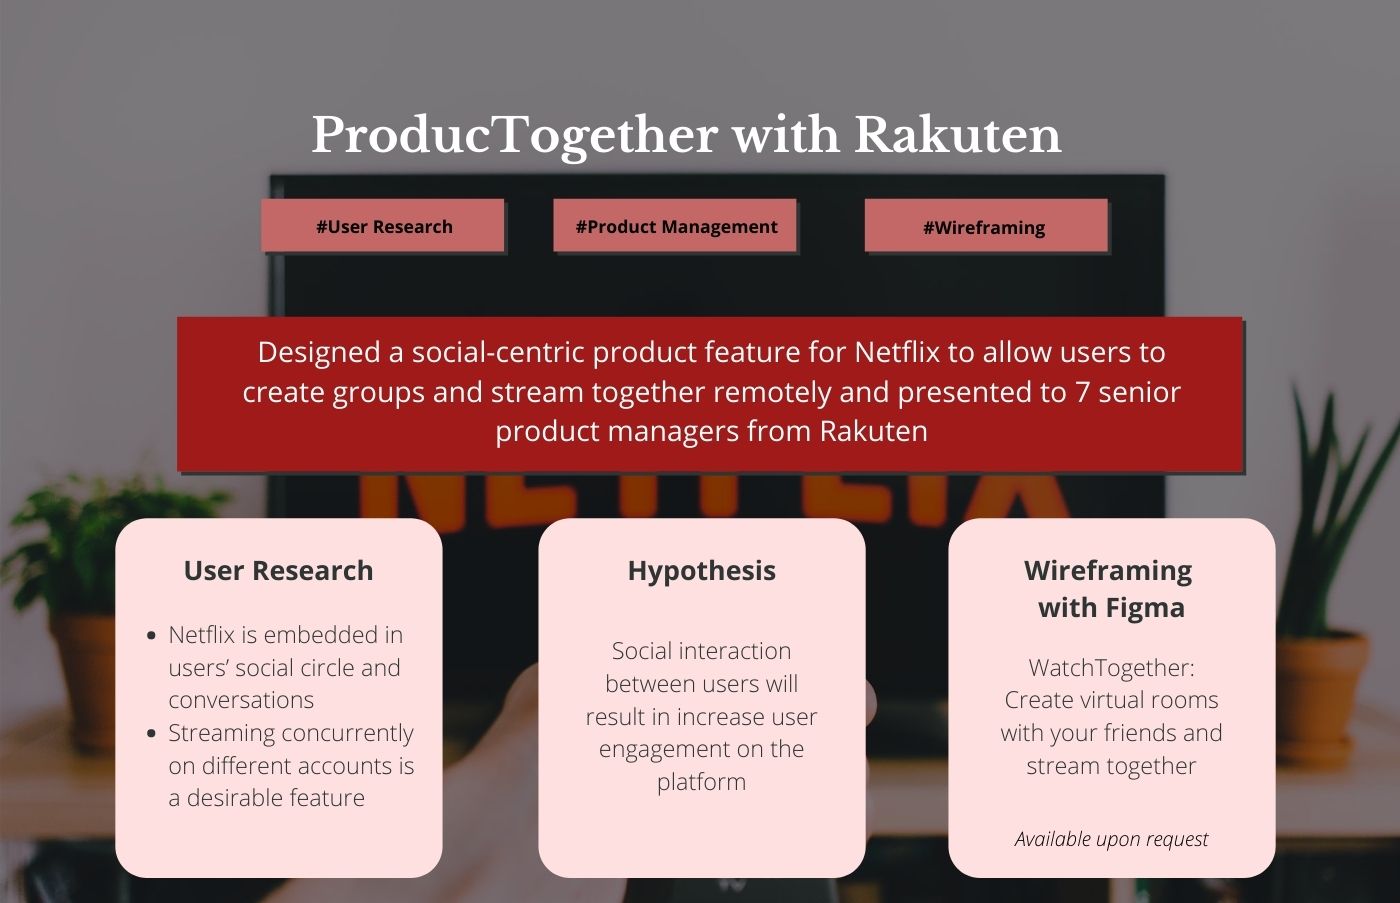 ProducTogether with Rakuten
#User Research
#Product Management
#Wireframing
Designed a social-centric product feature for Netflix to allow users to
create groups and stream together remotely and presented to 7 senior
product managers from Rakuten
NETFLIX
User Research
• Netflix is embedded in
users’ social circle and
conversations
• Streaming concurrently
on different accounts is
a desirable feature
Hypothesis
Social interaction
between users will
result in increase user
engagement on the
platform
Wireframing
with Figma
WatchTogether:
Create virtual rooms
with your friends and
stream together
Available upon request